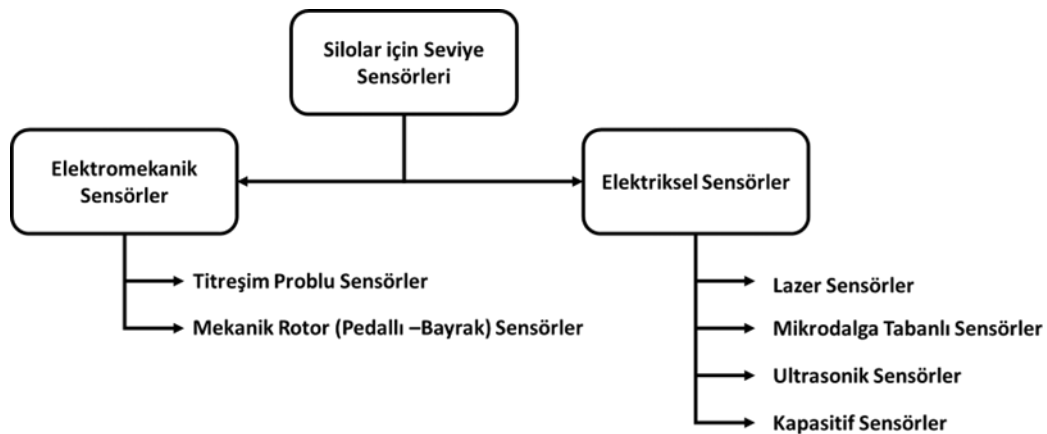 Silolar için Seviye
Sensörleri
Elektromekanik
Sensörler
Elektriksel Sensörler
Titreşim Problu Sensörler
Mekanik Rotor (Pedallı –Bayrak) Sensörler
Lazer Sensörler
Mikrodalga Tabanlı Sensörler
Ultrasonik Sensörler
Kapasitif Sensörler